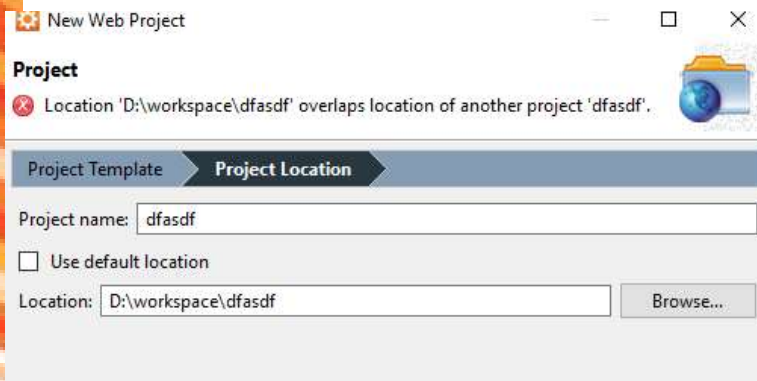 New Web Project
Project
Location 'D:\workspace\dfasdf' overlaps location of another project 'dfasdf'.
Project Template Project Location
Project name: dfasdf
Use default location
Location: D:\workspace\dfasdf Browse...